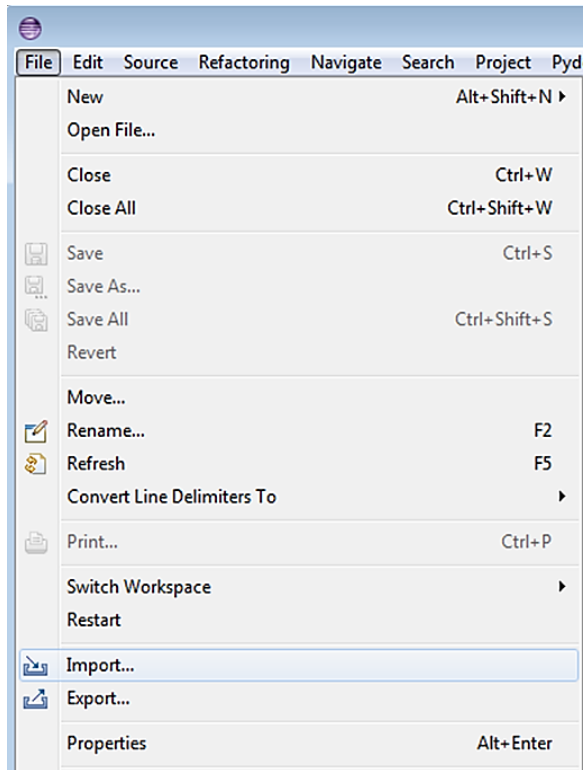 File Edit Source Refactoring Navigate Search Project Pyd
New Alt+Shift+N
Open File...
Close Ctrl+W
Close All Ctrl+Shift+W
Save Ctrl+S
Save As...
Save All Ctrl+Shift+S
Revert
Move...
Rename... F2
Refresh F5
Convert Line Delimiters To
Print... Ctrl+P
Switch Workspace
Restart
Import...
Export...
Properties Alt+Enter